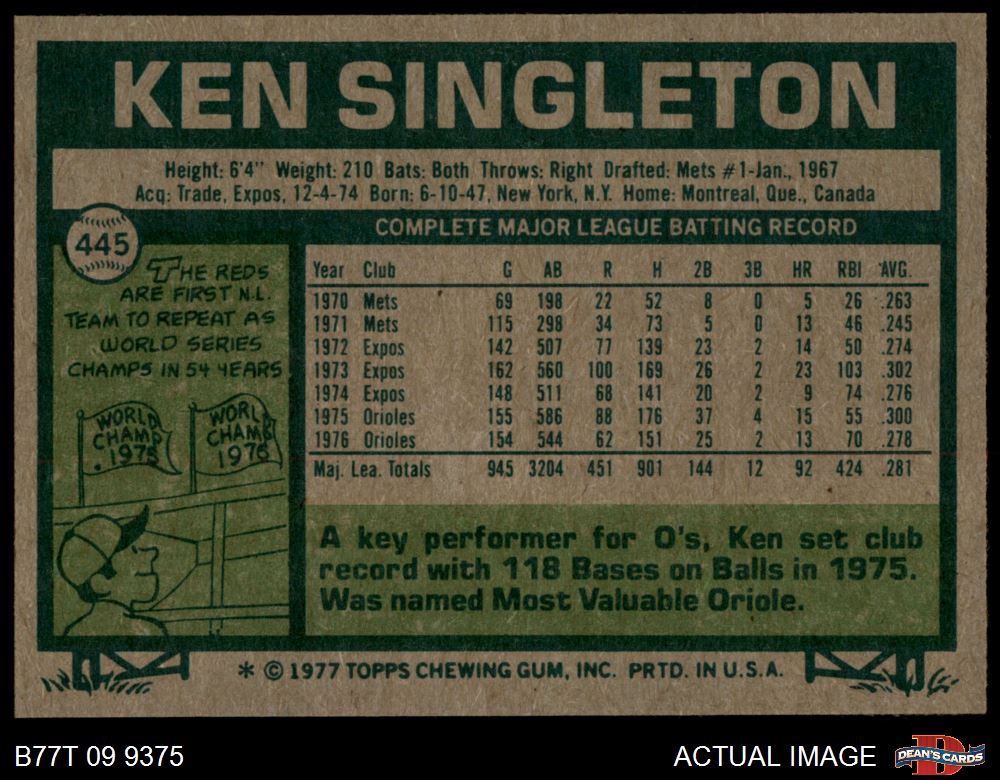 KEN SINGLETON
Height: 6'4" Weight: 210 Bats: Both Throws: Right Drafted: Mets #1-Jan., 1967
Acq: Trade, Expos, 12-4-74 Born: 6-10-47, New York, N.Y. Home: Montreal, Que., Canada
445
THE REDS
ARE FIRST N.L.
TEAM TO REPEAT AS
WORLD SERIES
CHAMPS IN 54 YEARS
WORLD
CHAMP
1975
WORLD
CHAMP
1976
COMPLETE MAJOR LEAGUE BATTING RECORD
Year Club G AB R H 2B 3B HR RBI AVG.
1970 Mets 69 198 22 52 8 0 5 26 .263
1971 Mets 115 298 34 73 5 0 13 46 .245
1972 Expos 142 507 77 139 23 2 14 50 .274
1973 Expos 162 560 100 169 26 2 23 103 .302
1974 Expos 148 511 68 141 20 2 9 74 .276
1975 Orioles 155 586 88 176 37 4 15 55 .300
1976 Orioles 154 544 62 151 25 2 13 70 .278
Maj. Lea. Totals 945 3204 451 901 144 12 92 424 .281
A key performer for O's, Ken set club
record with 118 Bases on Balls in 1975.
Was named Most Valuable Oriole.
* © 1977 TOPPS CHEWING GUM, INC. PRTD. IN U.S.A.
B77T 09 9375
ACTUAL IMAGE
D
DEAN'S CARDS